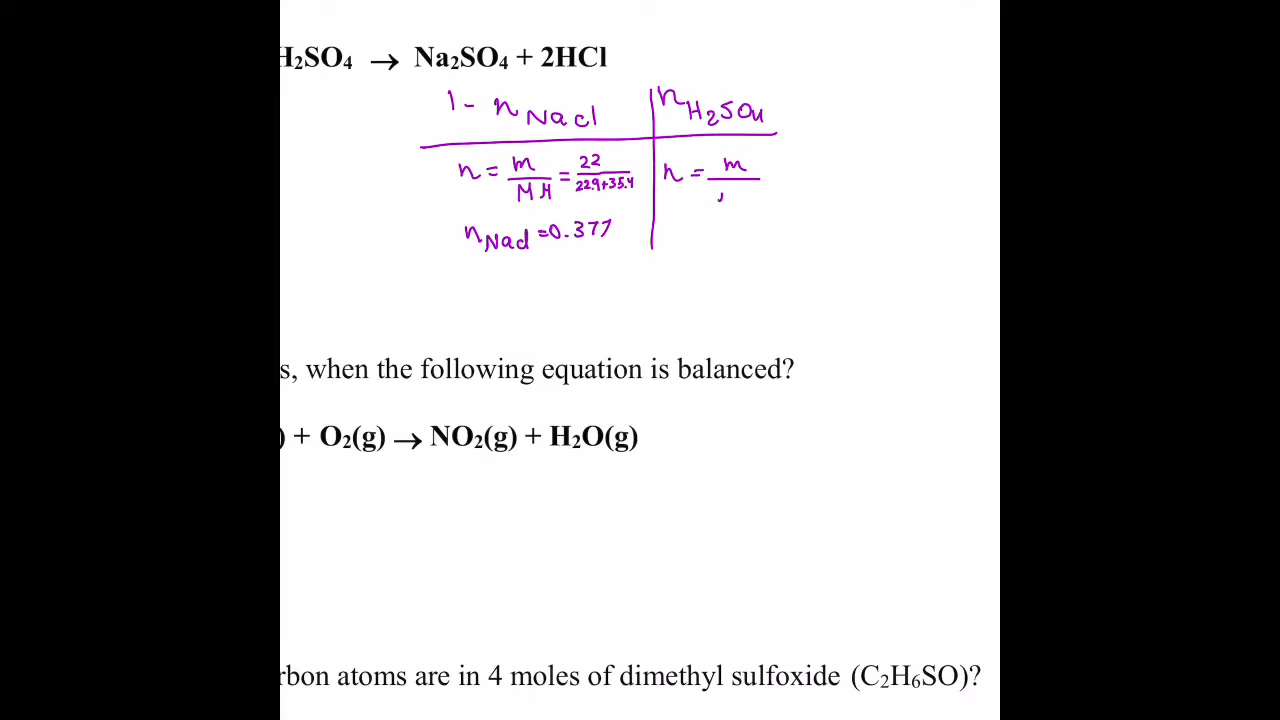 H₂SO₄ → Na₂SO₄ + 2HCl
1- n NaCl | n H₂SO₄
n = m/MM = 22/22.9+35.4 | n = m/
n NaCl = 0.377
s, when the following equation is balanced?
) + O₂(g) → NO₂(g) + H₂O(g)
rbon atoms are in 4 moles of dimethyl sulfoxide (C₂H₆SO)?